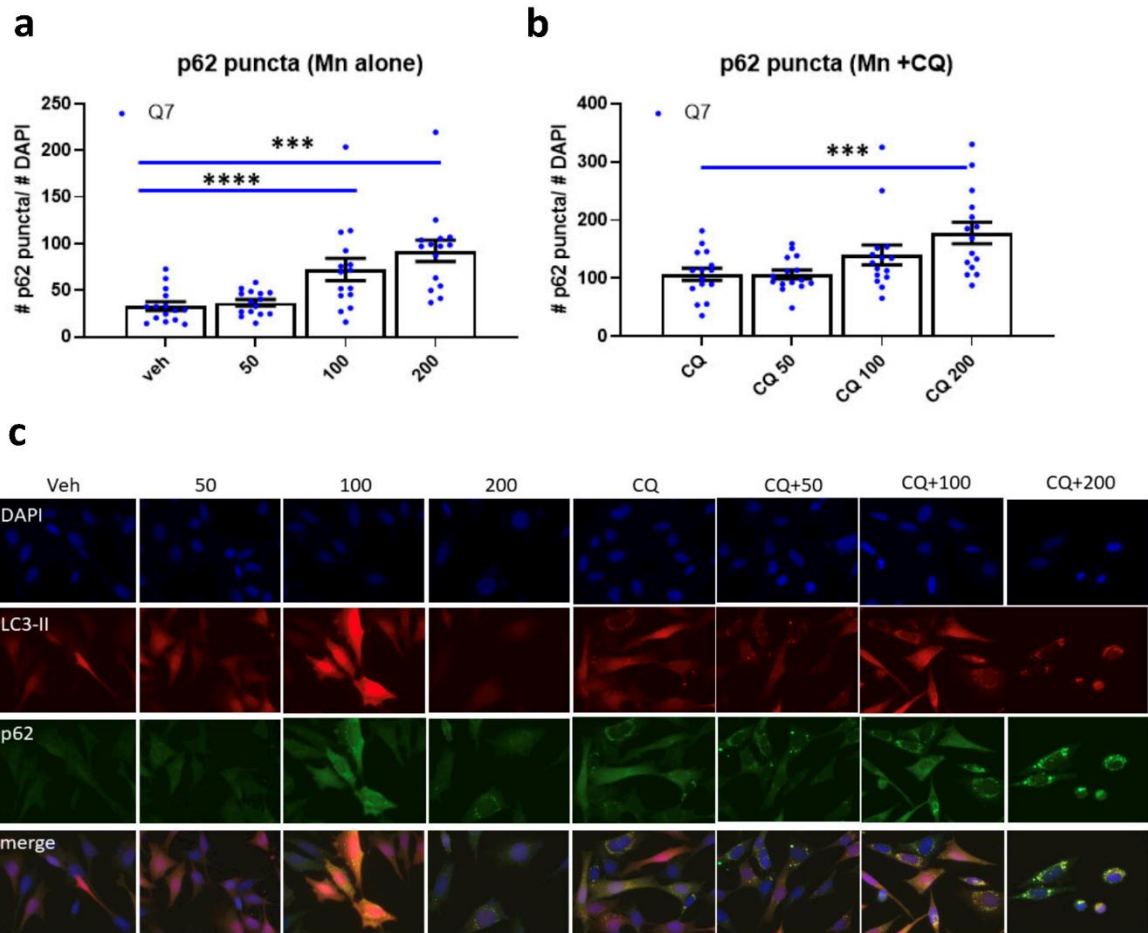 a
p62 puncta (Mn alone)
# p62 puncta/ # DAPI
250
200
150
100
50
0
Q7
***
****
veh
50
100
200
b
p62 puncta (Mn +CQ)
# p62 puncta/ # DAPI
400
300
200
100
0
Q7
***
CQ
CQ 50
CQ 100
CQ 200
c
Veh 50 100 200 CQ CQ+50 CQ+100 CQ+200
DAPI
LC3-II
p62
merge